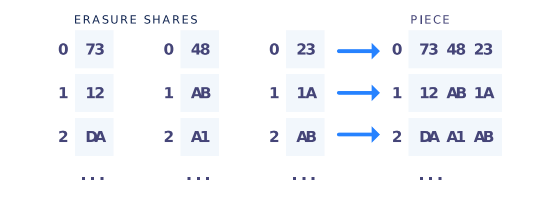 ERASURE SHARES PIECE
0 73 0 48 0 23 0 73 48 23
1 12 1 AB 1 1A 1 12 AB 1A
2 DA 2 A1 2 AB 2 DA A1 AB
... ... ... ...